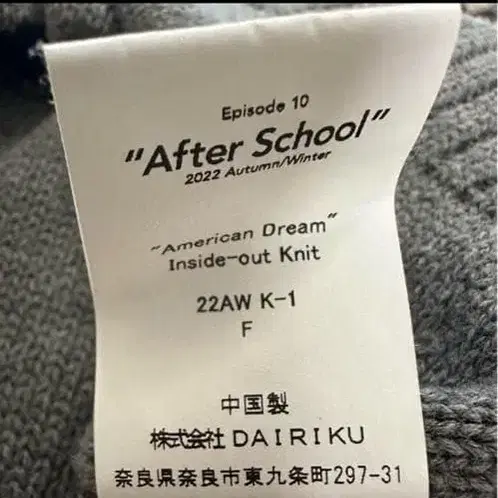 Episode 10
"After School"
2022 Autumn/Winter
"American Dream"
Inside-out Knit
22AW K-1
F
中国製
株式会社 DAIRIKU
奈良県奈良市東九条町297-31